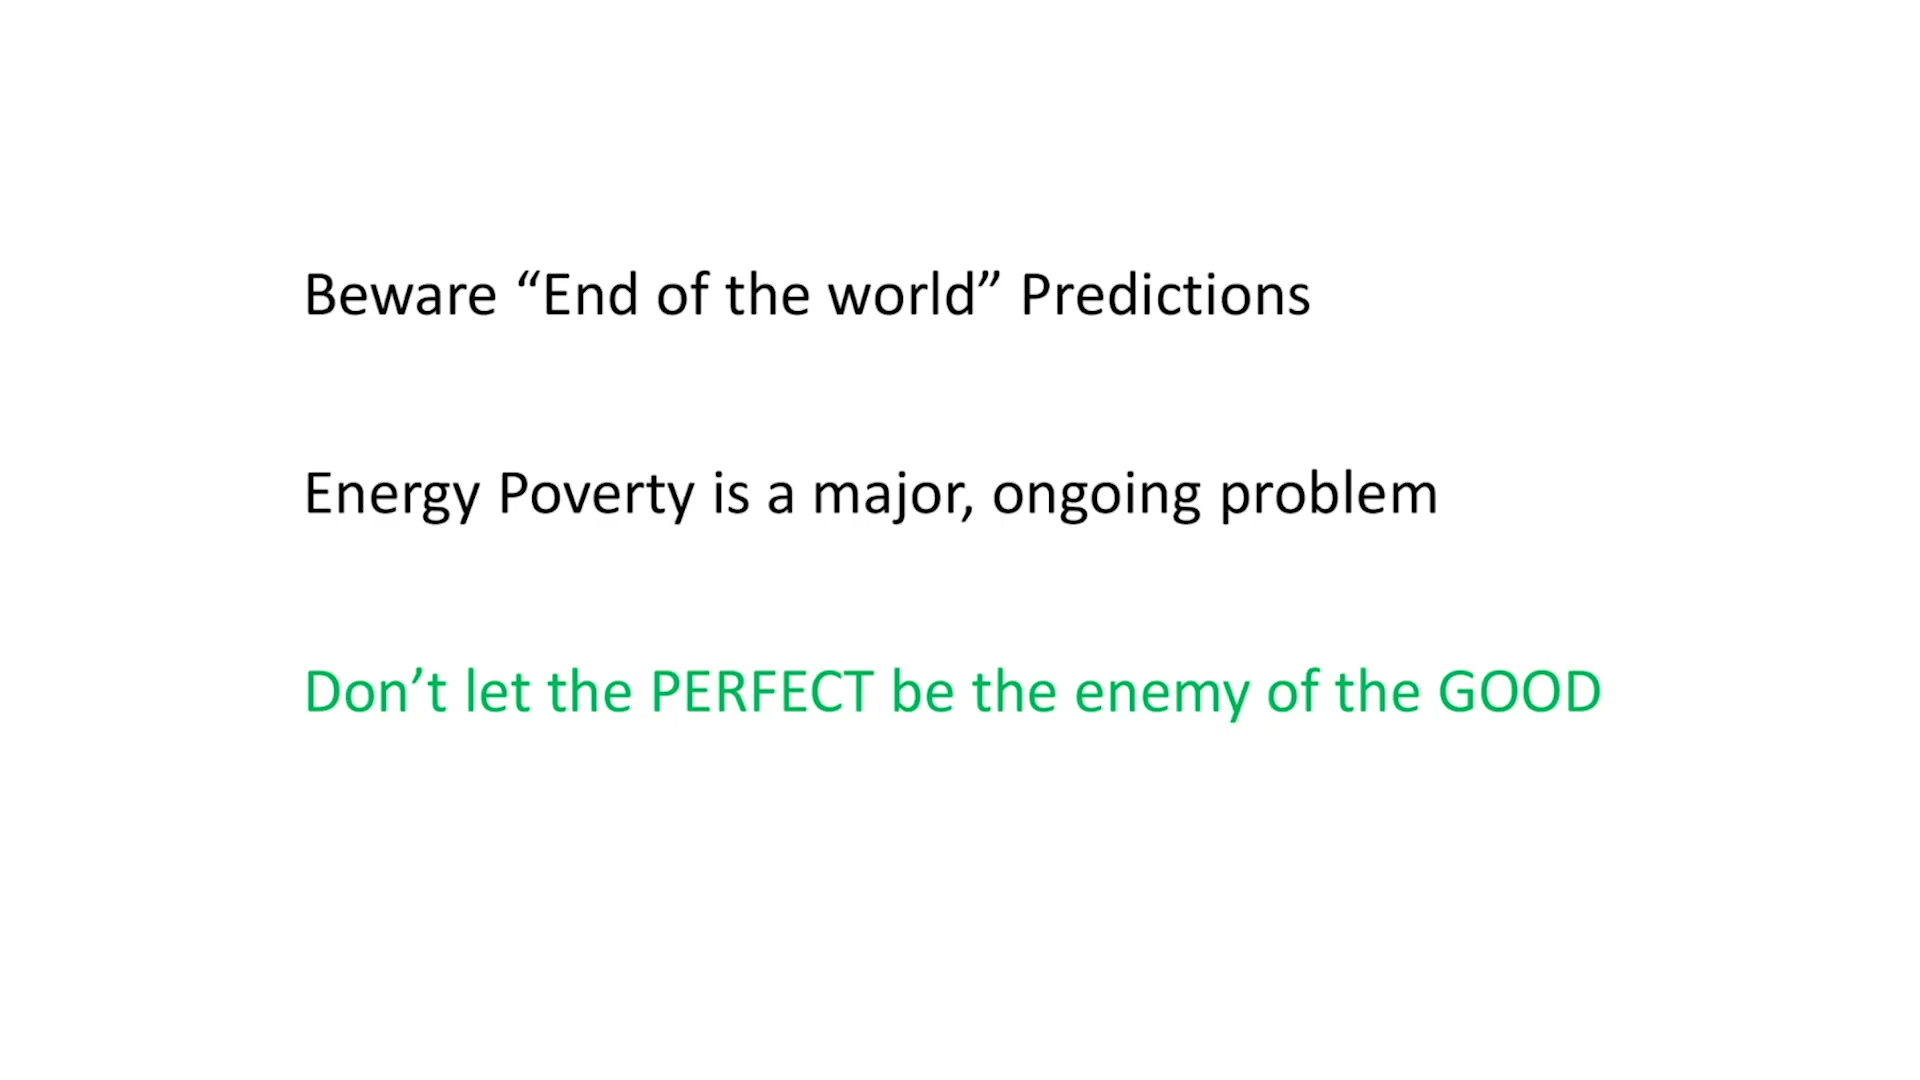 Beware “End of the world” Predictions
Energy Poverty is a major, ongoing problem
Don’t let the PERFECT be the enemy of the GOOD